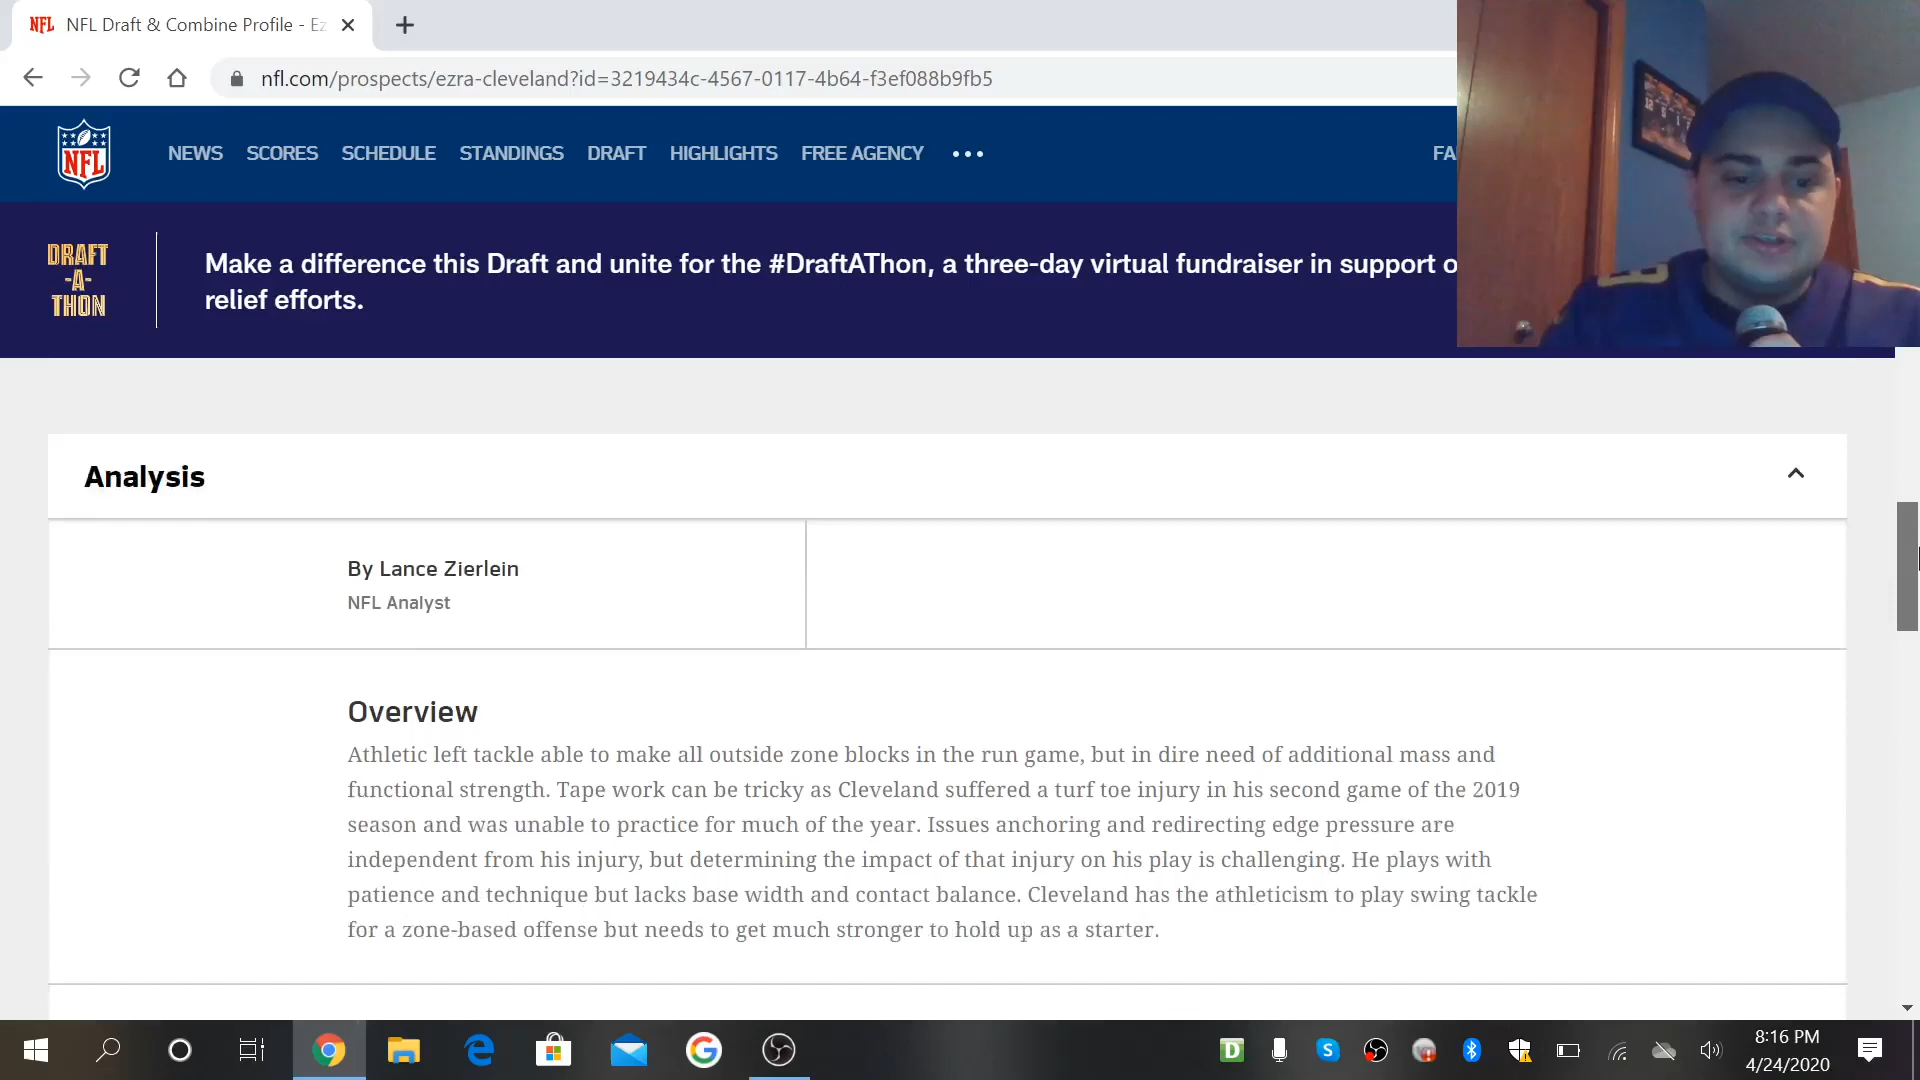 NFL NFL Draft & Combine Profile - Ez
nfl.com/prospects/ezra-cleveland?id=3219434c-4567-0117-4b64-f3ef088b9fb5
NFL NEWS SCORES SCHEDULE STANDINGS DRAFT HIGHLIGHTS FREE AGENCY FA
DRAFT
-A-
THON
Make a difference this Draft and unite for the #DraftAThon, a three-day virtual fundraiser in support o
relief efforts.
Analysis
By Lance Zierlein
NFL Analyst
Overview
Athletic left tackle able to make all outside zone blocks in the run game, but in dire need of additional mass and
functional strength. Tape work can be tricky as Cleveland suffered a turf toe injury in his second game of the 2019
season and was unable to practice for much of the year. Issues anchoring and redirecting edge pressure are
independent from his injury, but determining the impact of that injury on his play is challenging. He plays with
patience and technique but lacks base width and contact balance. Cleveland has the athleticism to play swing tackle
for a zone-based offense but needs to get much stronger to hold up as a starter.
8:16 PM
4/24/2020